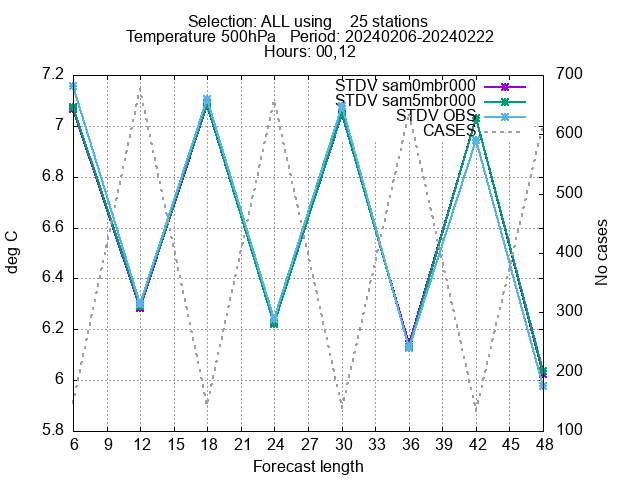 Selection: ALL using    25 stations
Temperature 500hPa   Period: 20240206-20240222
Hours: 00,12
7.2
7
6.8
6.6
6.4
6.2
6
5.8
deg C
STDV sam0mbr000
STDV sam5mbr000
STDV OBS
CASES
700
600
500
400
300
200
100
No cases
6 9 12 15 18 21 24 27 30 33 36 39 42 45 48
Forecast length